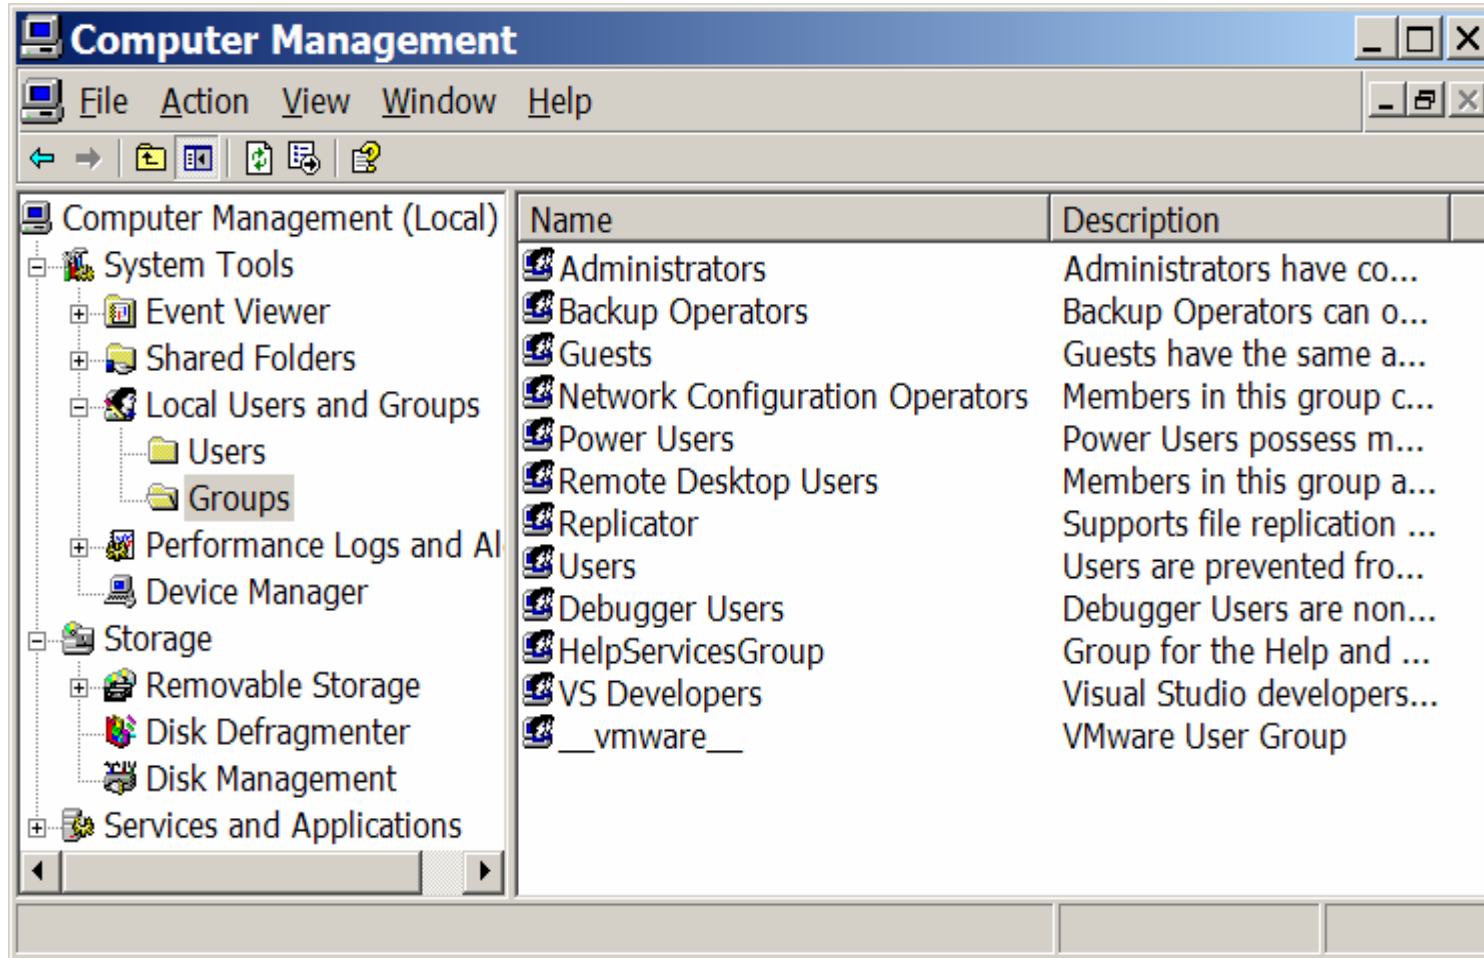 Computer Management
File Action View Window Help
Computer Management (Local)
System Tools
Event Viewer
Shared Folders
Local Users and Groups
Users
Groups
Performance Logs and Al
Device Manager
Storage
Removable Storage
Disk Defragmenter
Disk Management
Services and Applications
Name Description
Administrators Administrators have co...
Backup Operators Backup Operators can o...
Guests Guests have the same a...
Network Configuration Operators Members in this group c...
Power Users Power Users possess m...
Remote Desktop Users Members in this group a...
Replicator Supports file replication ...
Users Users are prevented fro...
Debugger Users Debugger Users are non...
HelpServicesGroup Group for the Help and ...
VS Developers Visual Studio developers...
__vmware__ VMware User Group